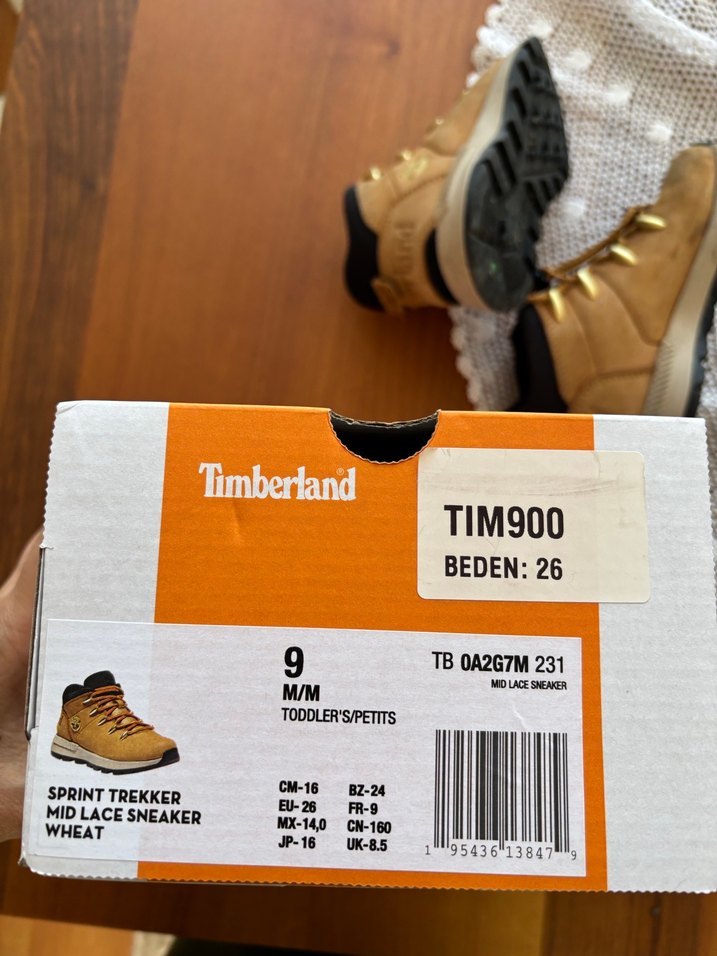 Timberland®
TIM900
BEDEN: 26
9
M/M
TODDLER'S/PETITS
TB 0A2G7M 231
MID LACE SNEAKER
SPRINT TREKKER
MID LACE SNEAKER
WHEAT
CM-16 BZ-24
EU-26 FR-9
MX-14,0 CN-160
JP-16 UK-8.5
1 95436 13847 9